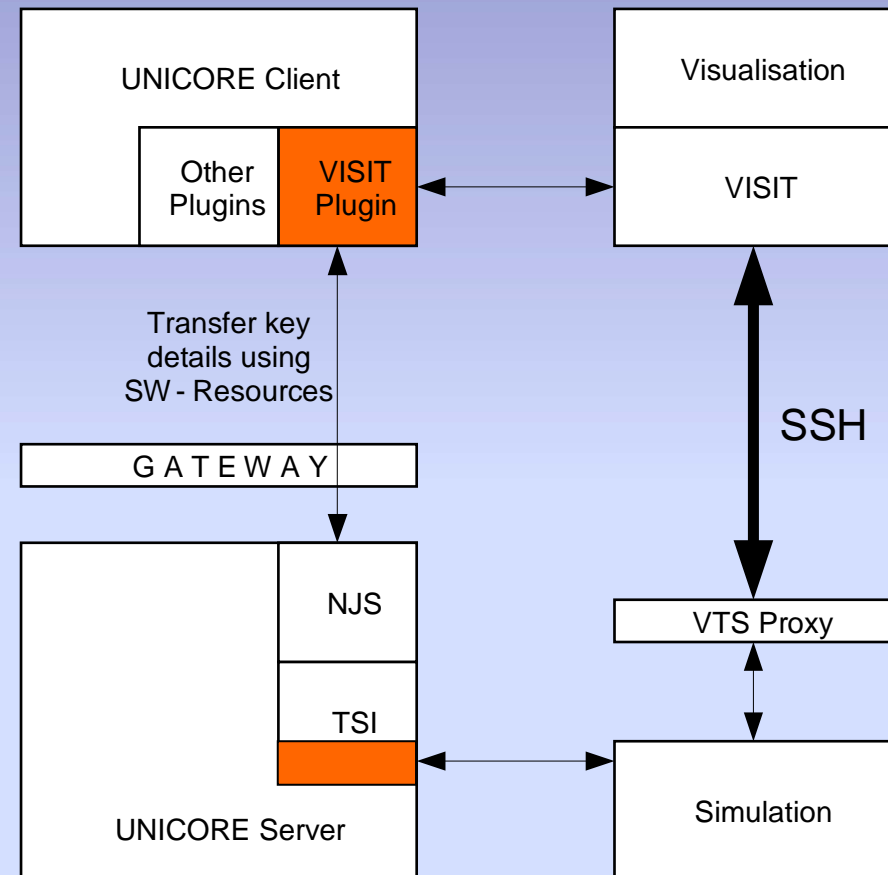 UNICORE Client
Other
Plugins
VISIT
Plugin
Visualisation
VISIT
Transfer key
details using
SW - Resources
SSH
G A T E W A Y
NJS
TSI
UNICORE Server
VTS Proxy
Simulation